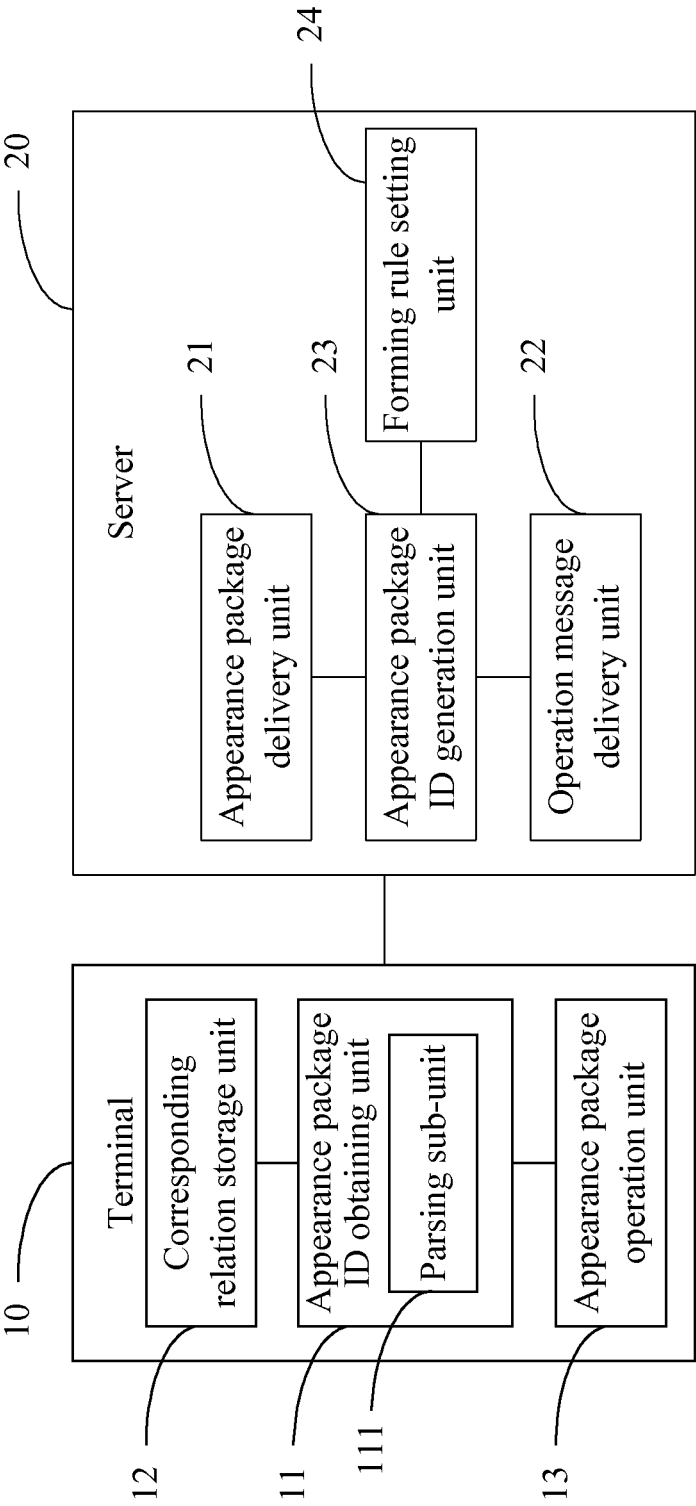 10
Terminal
12
Corresponding
relation storage unit
11
Appearance package
ID obtaining unit
111
Parsing sub-unit
13
Appearance package
operation unit
20
Server
21
Appearance package
delivery unit
23
Appearance package
ID generation unit
24
Forming rule setting
unit
22
Operation message
delivery unit